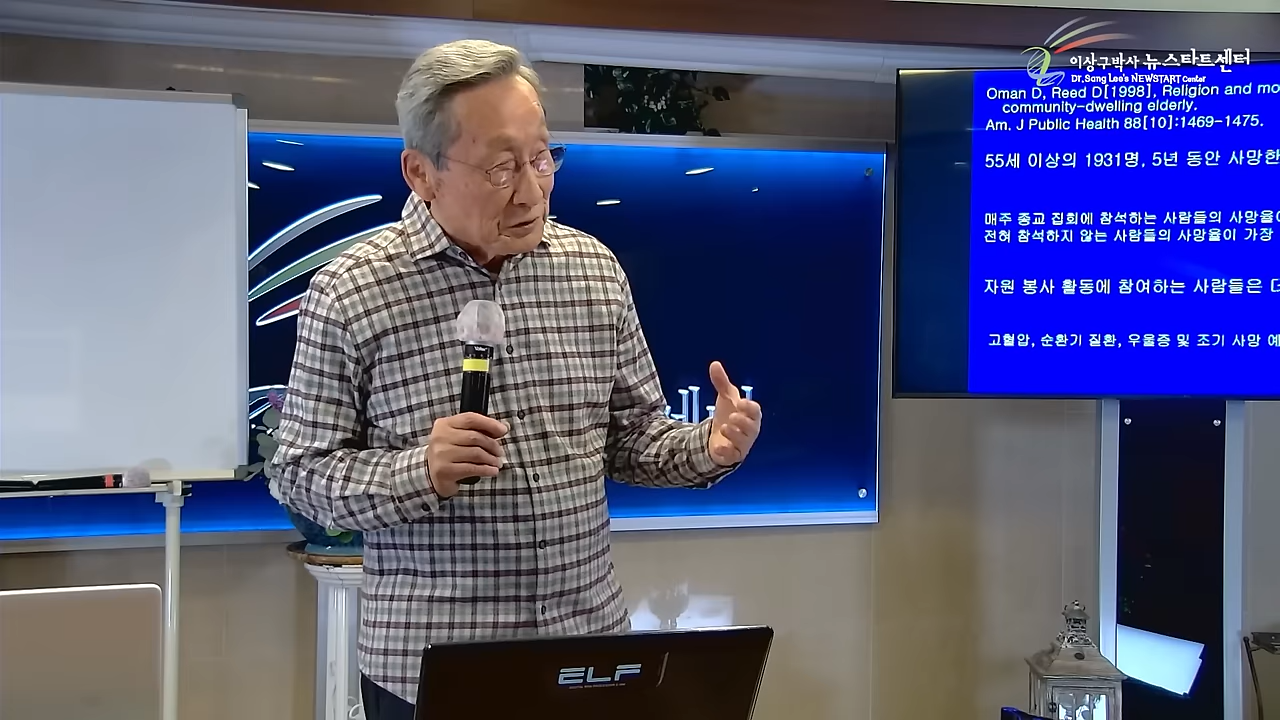 이상구박사 뉴스타트센터
Dr. Sang Lee's NEWSTART Center
Oman D, Reed D[1998], Religion and mo
community-dwelling elderly.
Am. J Public Health 88[10]:1469-1475.
55세 이상의 1931명, 5년 동안 사망한
매주 종교 집회에 참석하는 사람들의 사망율이
전혀 참석하지 않는 사람들의 사망율이 가장
자원 봉사 활동에 참여하는 사람들은 더
고혈압, 순환기 질환, 우울증 및 조기 사망 예
ELF